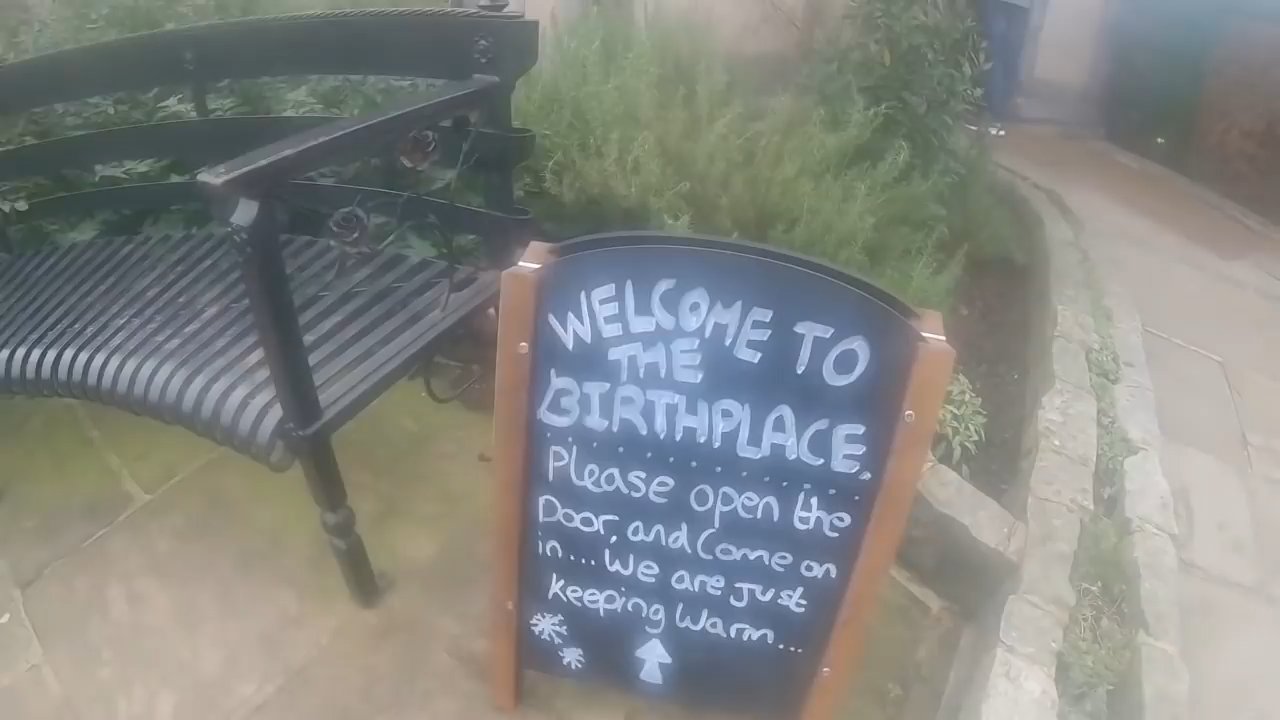 WELCOME TO
THE
BIRTHPLACE.
Please open the
Door, and Come on
in... We are just
keeping Warm...